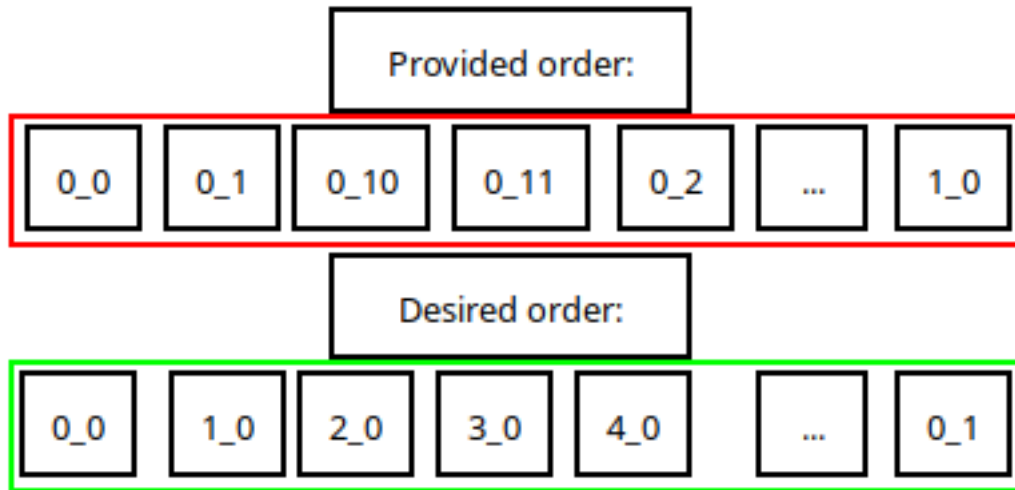 Provided order:
0_0 0_1 0_10 0_11 0_2 ... 1_0
Desired order:
0_0 1_0 2_0 3_0 4_0 ... 0_1